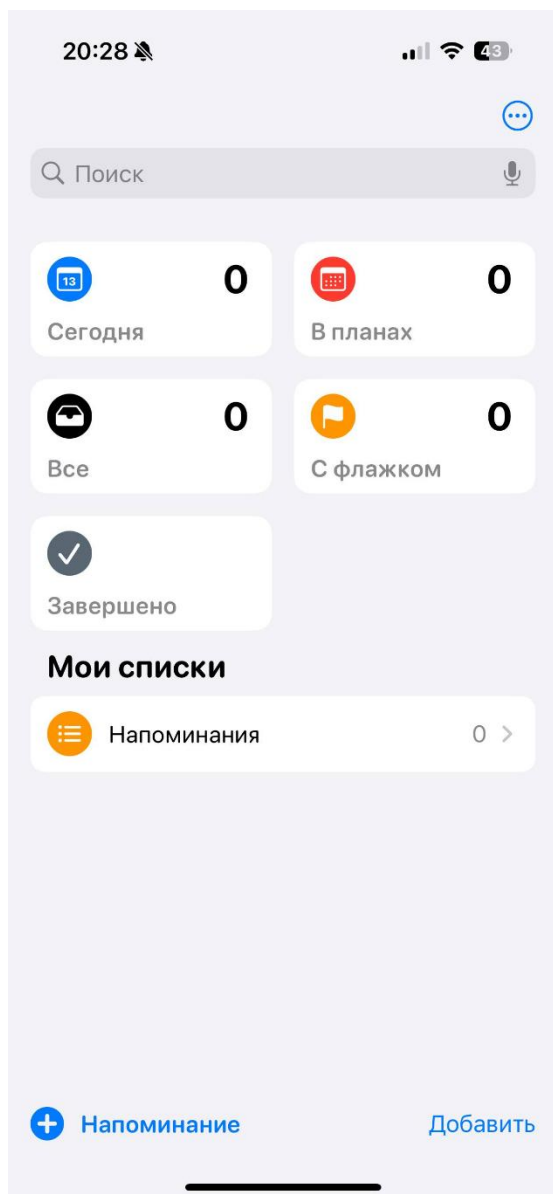 20:28
43
Поиск
13
0
0
Сегодня
В планах
0
0
Все
С флажком
Завершено
Мои списки
Напоминания
0
Напоминание
Добавить